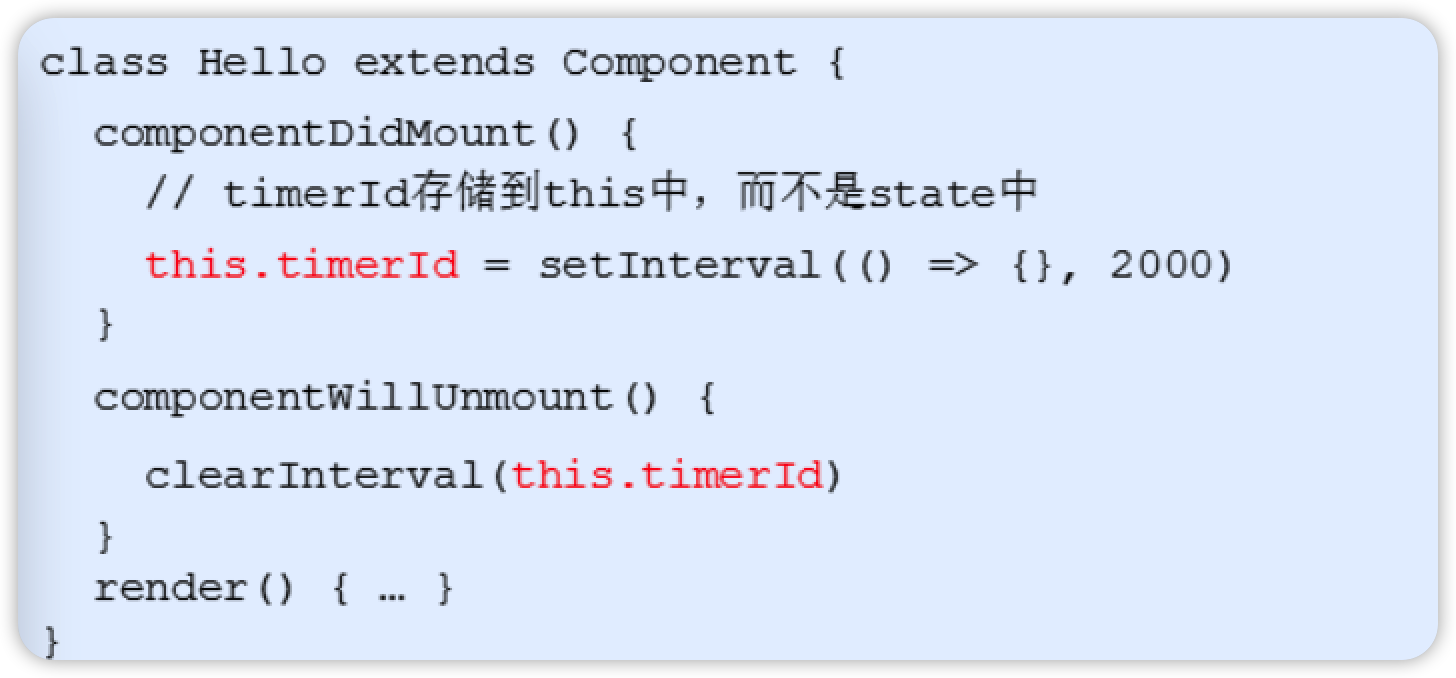 class Hello extends Component {
componentDidMount() {
// timerId存储到this中，而不是state中
this.timerId = setInterval(() => {}, 2000)
}
componentWillUnmount() {
clearInterval(this.timerId)
}
render() { … }
}